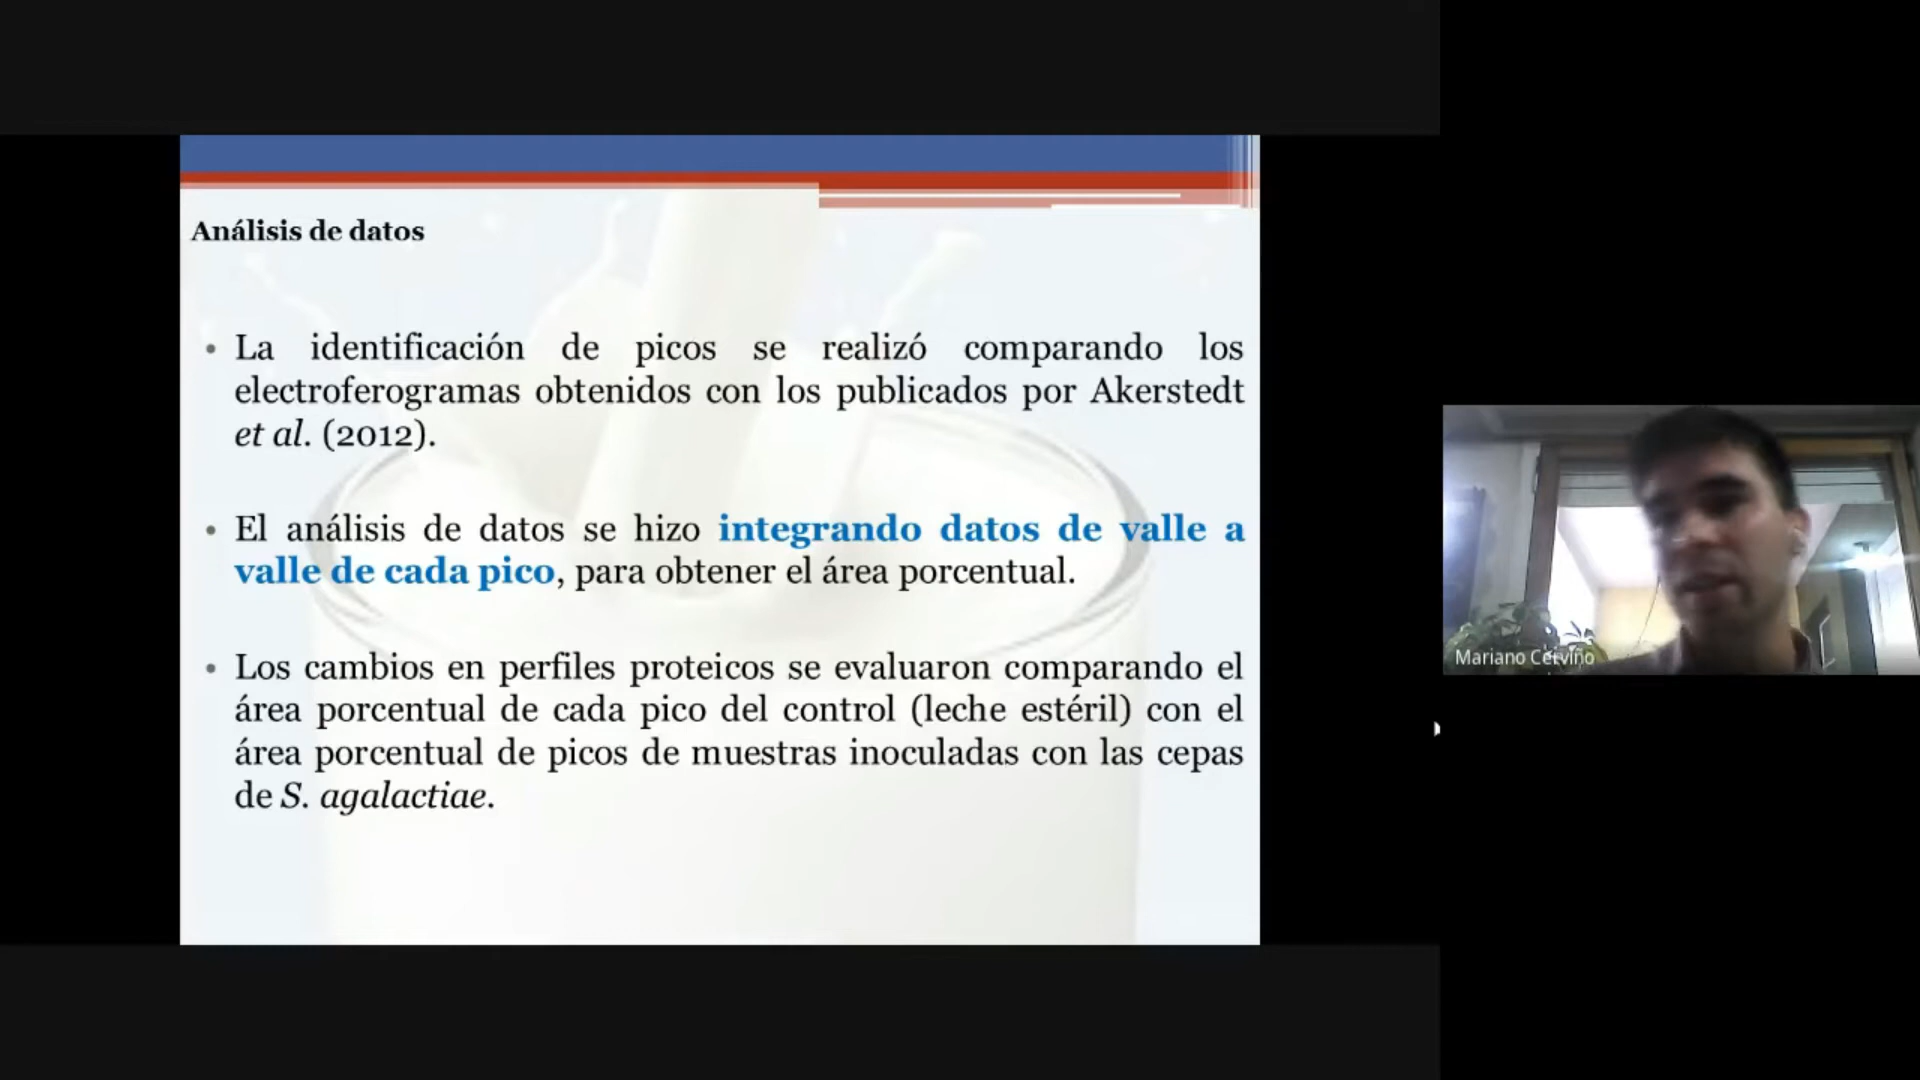 Análisis de datos
• La identificación de picos se realizó comparando los
electroferogramas obtenidos con los publicados por Akerstedt
et al. (2012).
• El análisis de datos se hizo integrando datos de valle a
valle de cada pico, para obtener el área porcentual.
• Los cambios en perfiles proteicos se evaluaron comparando el
área porcentual de cada pico del control (leche estéril) con el
área porcentual de picos de muestras inoculadas con las cepas
de S. agalactiae.
Mariano Cerviño